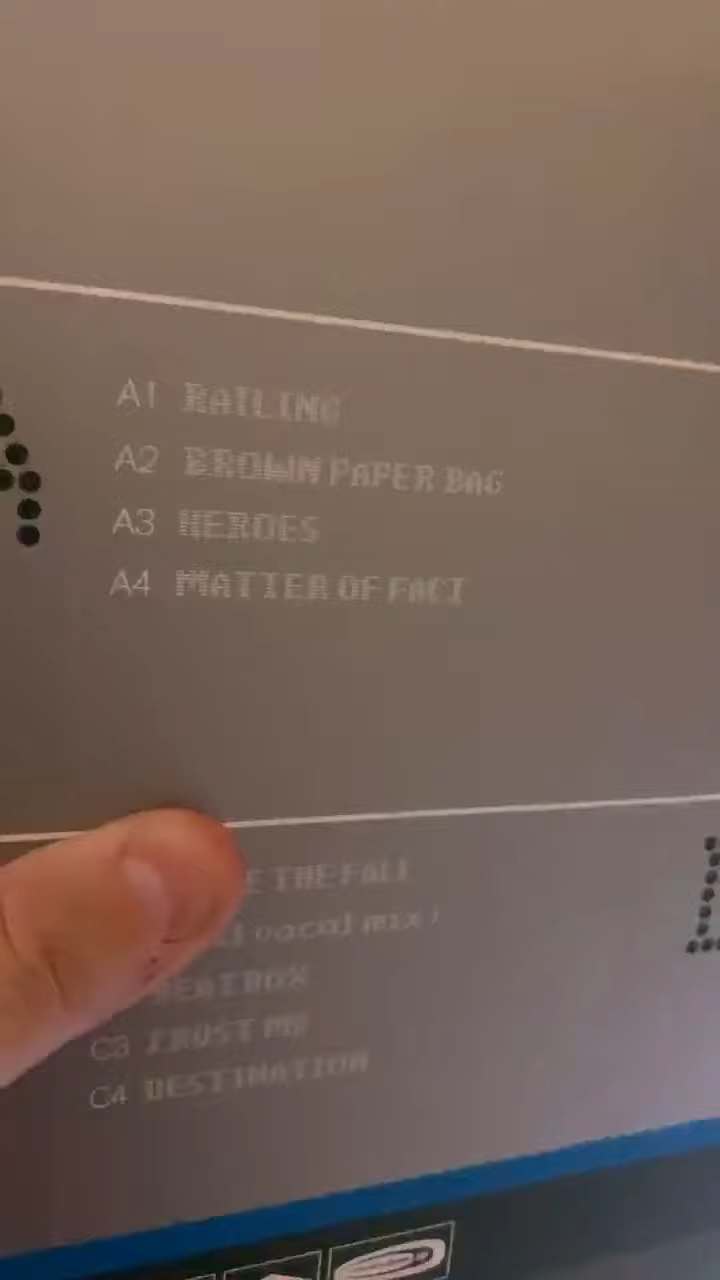 A
A1 RAILING
A2 BROWN PAPER BAG
A3 HEROES
A4 MATTER OF FACT
E THE FALL
vocal mix)
BEATBOX
C3 TRUST ME
C4 DESTINATION